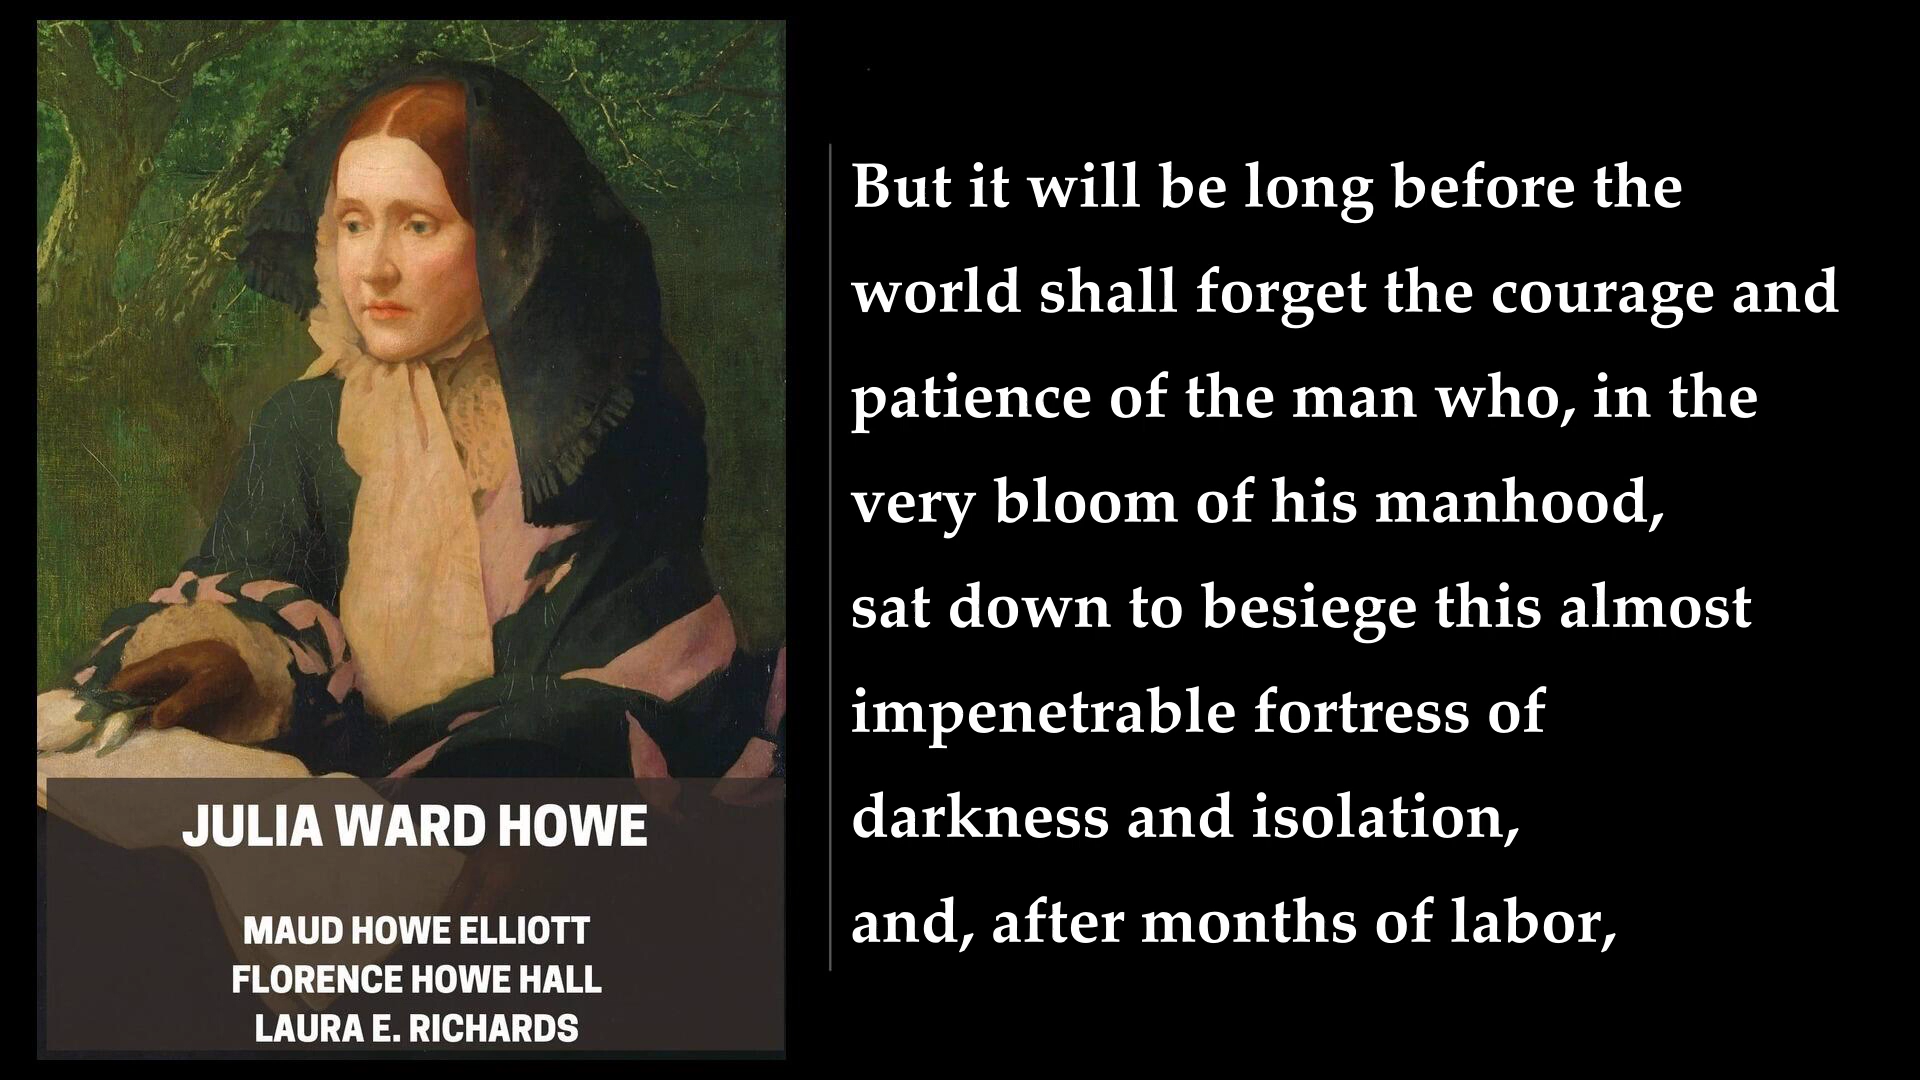 JULIA WARD HOWE
MAUD HOWE ELLIOTT
FLORENCE HOWE HALL
LAURA E. RICHARDS
But it will be long before the
world shall forget the courage and
patience of the man who, in the
very bloom of his manhood,
sat down to besiege this almost
impenetrable fortress of
darkness and isolation,
and, after months of labor,